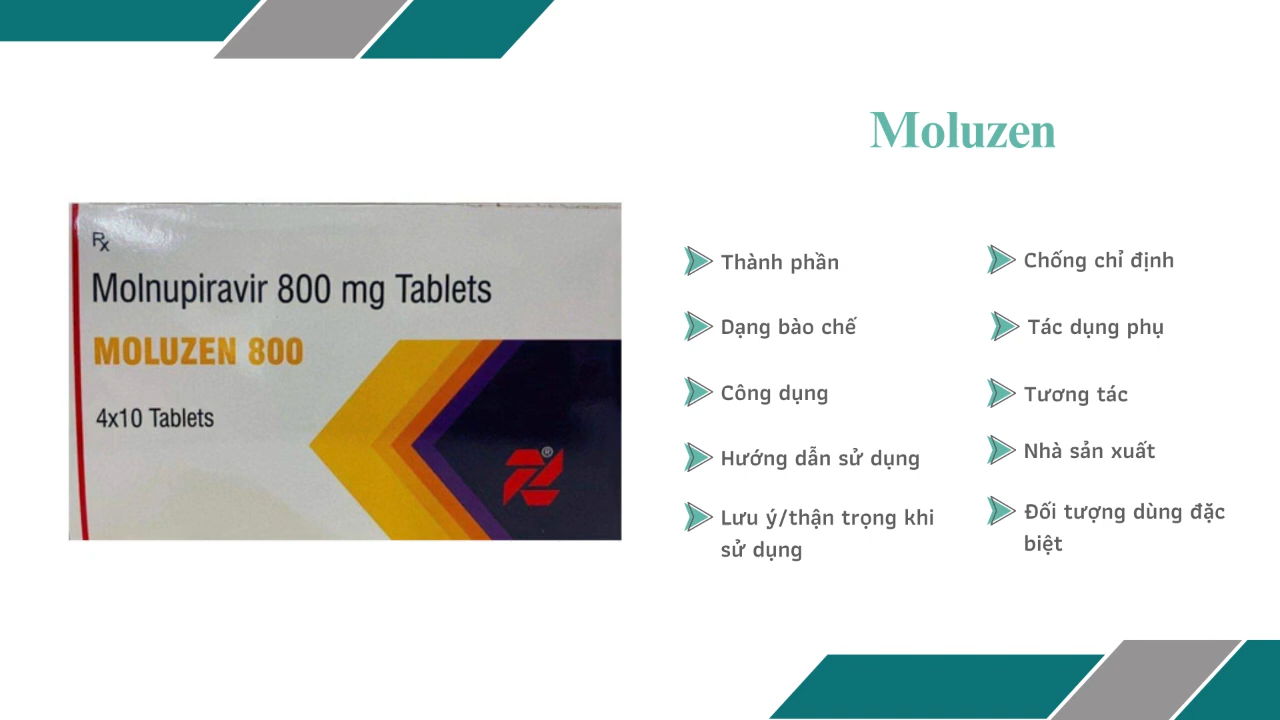 Moluzen
Rx
Molnupiravir 800 mg Tablets
MOLUZEN 800
4x10 Tablets
®
Thành phần
Dạng bào chế
Công dụng
Hướng dẫn sử dụng
Lưu ý/thận trọng khi
sử dụng
Chống chỉ định
Tác dụng phụ
Tương tác
Nhà sản xuất
Đối tượng dùng đặc
biệt